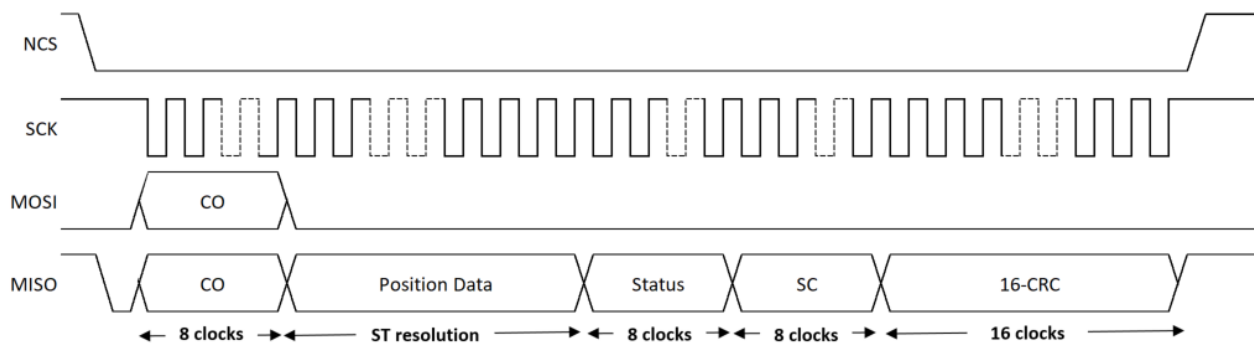 NCS
SCK
MOSI CO
MISO CO Position Data Status SC 16-CRC
8 clocks ST resolution 8 clocks 8 clocks 16 clocks